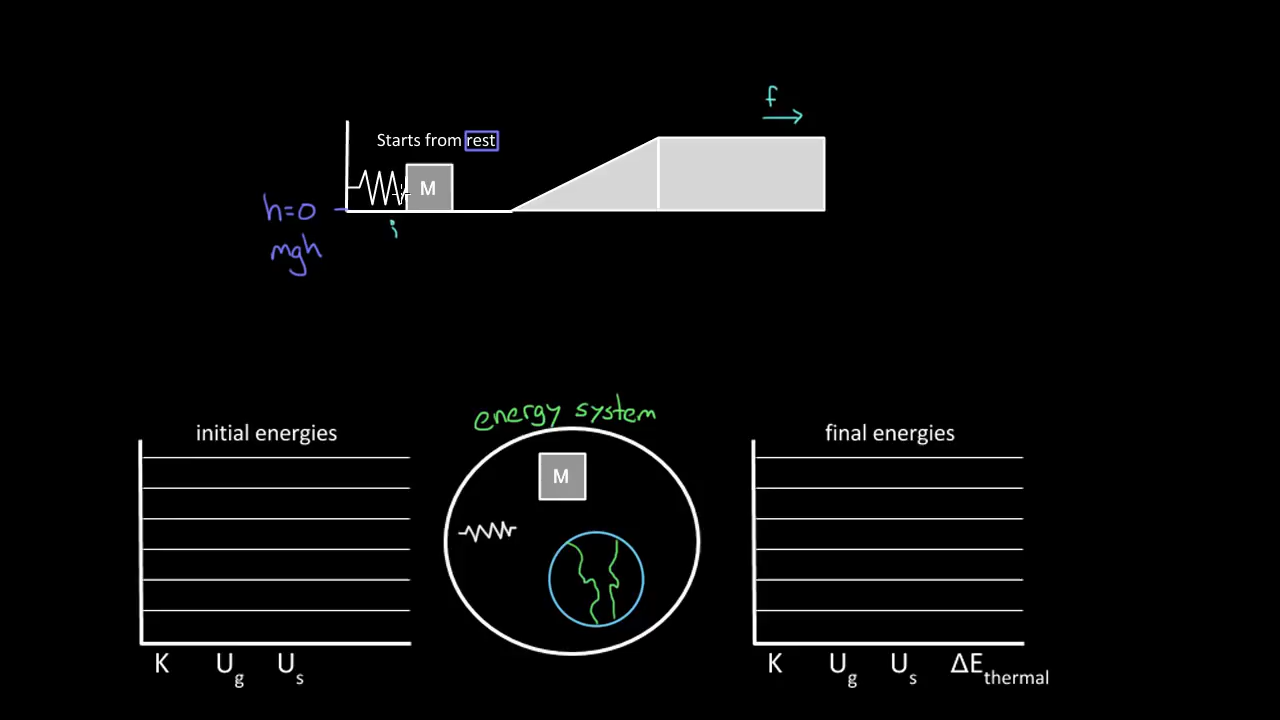 f
Starts from rest
M
h=0
i
mgh
energy system
initial energies
final energies
M
K Ug Us
K Ug Us ΔEthermal